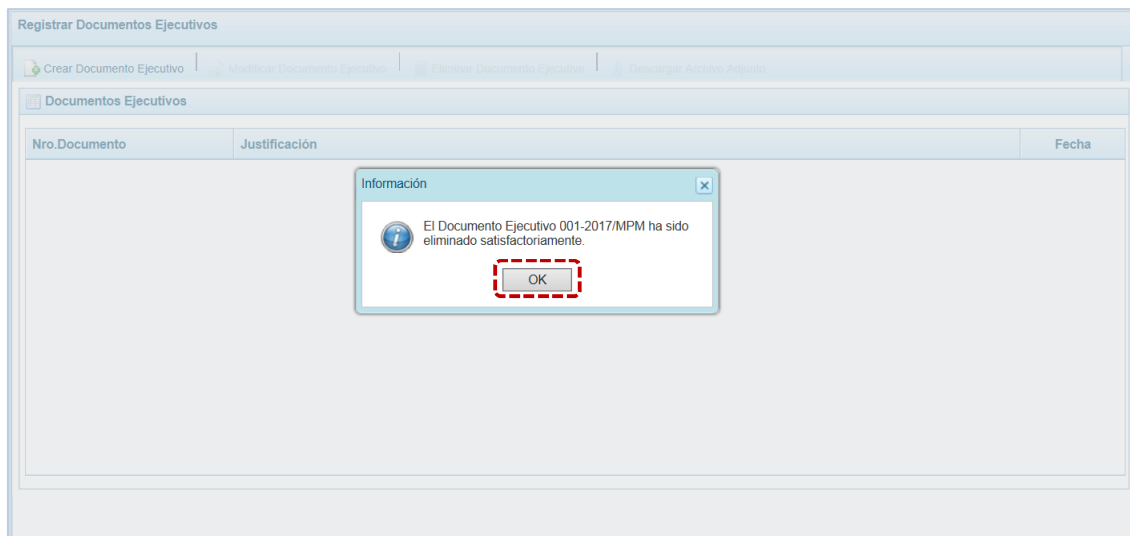 Registrar Documentos Ejecutivos
Crear Documento Ejecutivo Modificar Documento Ejecutivo Eliminar Documento Ejecutivo Descargar Archivo Adjunto
Documentos Ejecutivos
Nro.Documento Justificación Fecha
Información
El Documento Ejecutivo 001-2017/MPM ha sido
eliminado satisfactoriamente.
OK